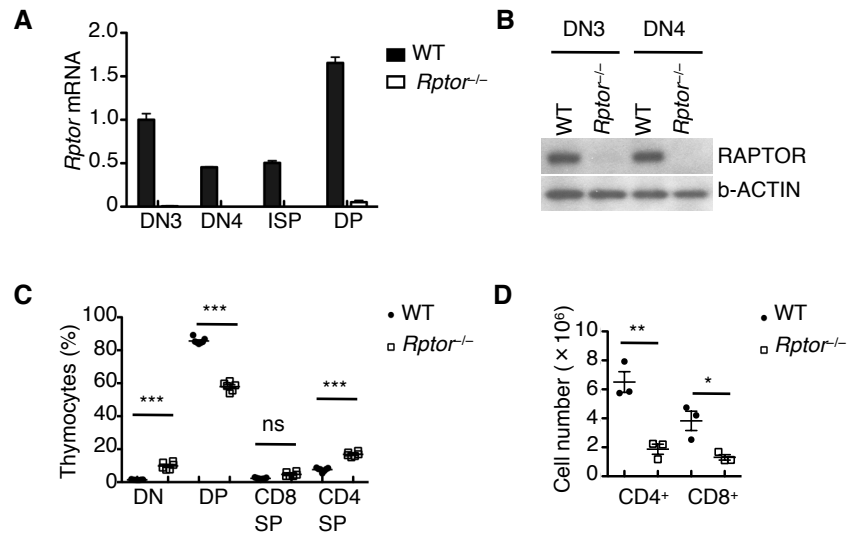 A
Rptor mRNA
2.0
1.5
1.0
0.5
0
DN3 DN4 ISP DP
WT
Rptor–/–
B
DN3 DN4
WT Rptor–/– WT Rptor–/–
RAPTOR
b-ACTIN
C
Thymocytes (%)
100
80
60
40
20
0
***
***
ns
***
DN DP CD8 CD4
SP SP
WT
Rptor–/–
D
Cell number (×10⁶)
10
8
6
4
2
0
**
*
CD4⁺ CD8⁺
WT
Rptor–/–